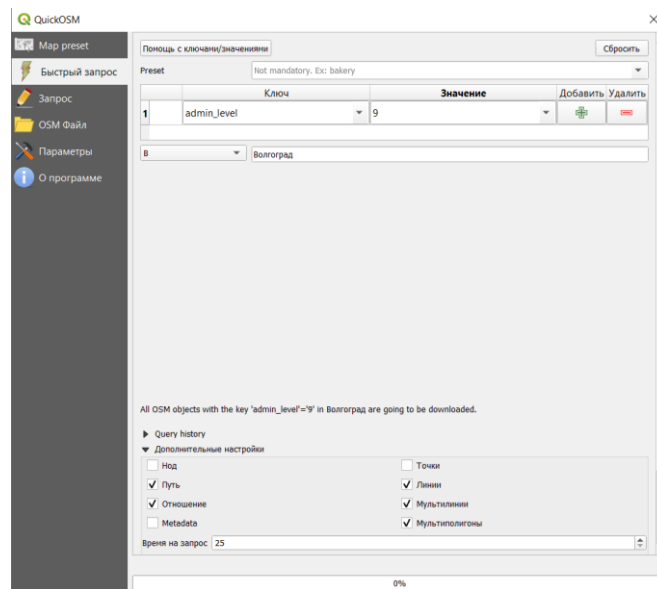 QuickOSM
Map preset
Быстрый запрос
Запрос
OSM Файл
Параметры
О программе
Помощь с ключами/значениями
Сбросить
Preset
Not mandatory. Ex: bakery
Ключ Значение Добавить Удалить
1 admin_level 9
В Волгоград
All OSM objects with the key 'admin_level'='9' in Волгоград are going to be downloaded.
Query history
Дополнительные настройки
Нод Точки
Путь Линии
Отношение Мультилинии
Metadata Мультиполигоны
Время на запрос 25
0%